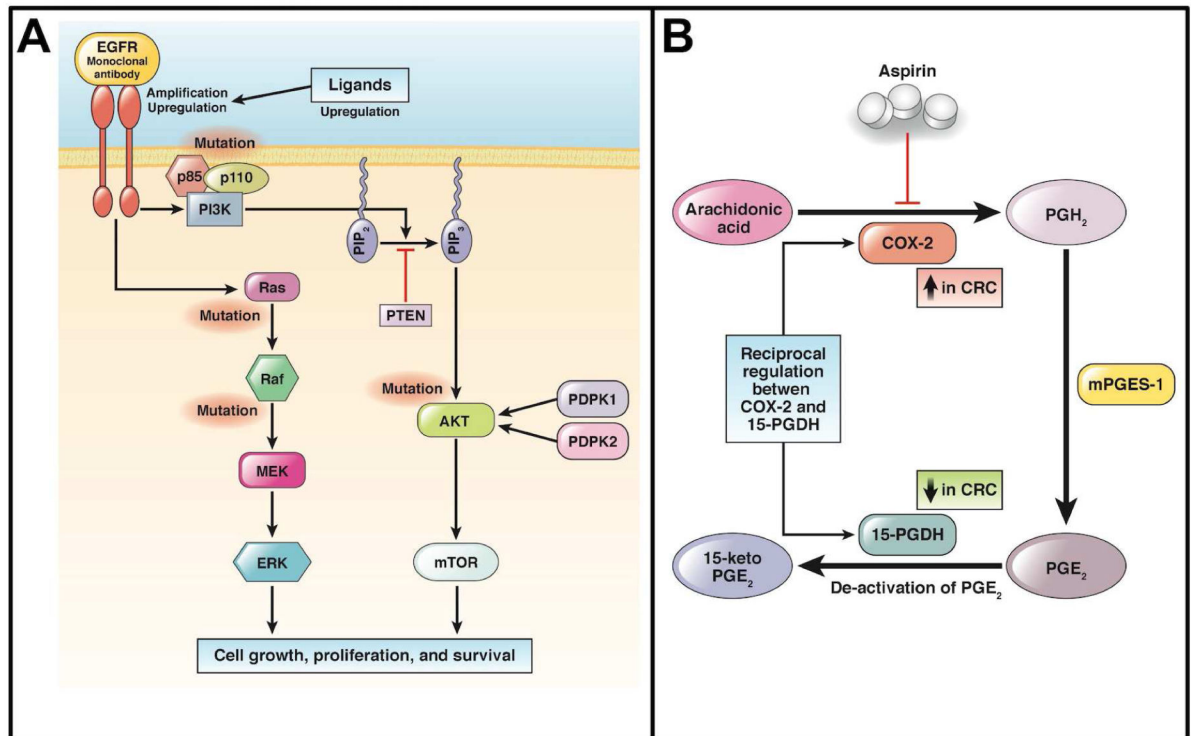 A
EGFR
Monoclonal
antibody
Amplification
Upregulation
Ligands
Upregulation
Mutation
p85
p110
PI3K
PIP2
PIP3
PTEN
Ras
Mutation
Raf
Mutation
MEK
ERK
Mutation
AKT
PDPK1
PDPK2
mTOR
Cell growth, proliferation, and survival
B
Aspirin
Arachidonic
acid
PGH2
COX-2
in CRC
Reciprocal
regulation
betwen
COX-2 and
15-PGDH
mPGES-1
in CRC
15-PGDH
15-keto
PGE2
PGE2
De-activation of PGE2